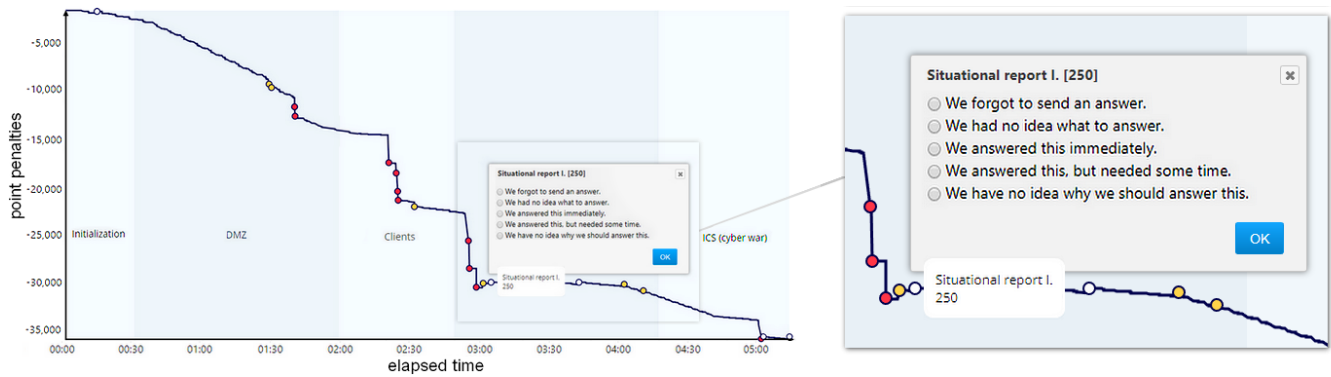 point penalties
-5,000
-10,000
-15,000
-20,000
-25,000
-30,000
-35,000
Initialization
DMZ
Clients
ICS (cyber war)
Situational report I. [250]
We forgot to send an answer.
We had no idea what to answer.
We answered this immediately.
We answered this, but needed some time.
We have no idea why we should answer this.
OK
Situational report I.
250
00:00 00:30 01:00 01:30 02:00 02:30 03:00 03:30 04:00 04:30 05:00
elapsed time
Situational report I. [250]
We forgot to send an answer.
We had no idea what to answer.
We answered this immediately.
We answered this, but needed some time.
We have no idea why we should answer this.
OK
Situational report I.
250